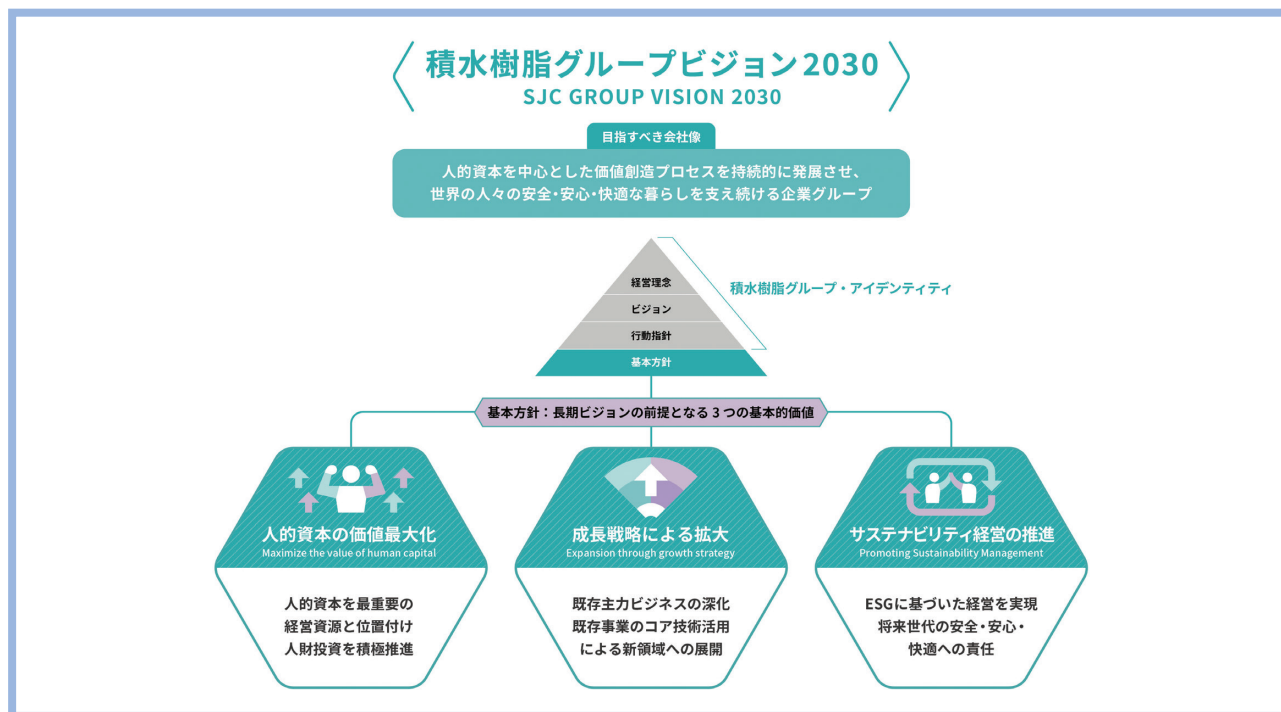 積水樹脂グループビジョン2030
SJC GROUP VISION 2030
目指すべき会社像
人的資本を中心とした価値創造プロセスを持続的に発展させ、
世界の人々の安全・安心・快適な暮らしを支え続ける企業グループ
経営理念
ビジョン
行動指針
基本方針
積水樹脂グループ・アイデンティティ
基本方針：長期ビジョンの前提となる3つの基本的価値
人的資本の価値最大化
Maximize the value of human capital
人的資本を最重要の
経営資源と位置付け
人財投資を積極推進
成長戦略による拡大
Expansion through growth strategy
既存主力ビジネスの深化
既存事業のコア技術活用
による新領域への展開
サステナビリティ経営の推進
Promoting Sustainability Management
ESGに基づいた経営を実現
将来世代の安全・安心・
快適への責任